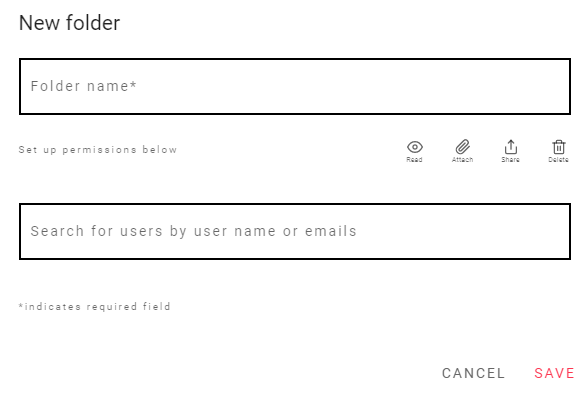 New folder
Folder name*
Set up permissions below
Read Attach Share Delete
Search for users by user name or emails
*indicates required field
CANCEL SAVE